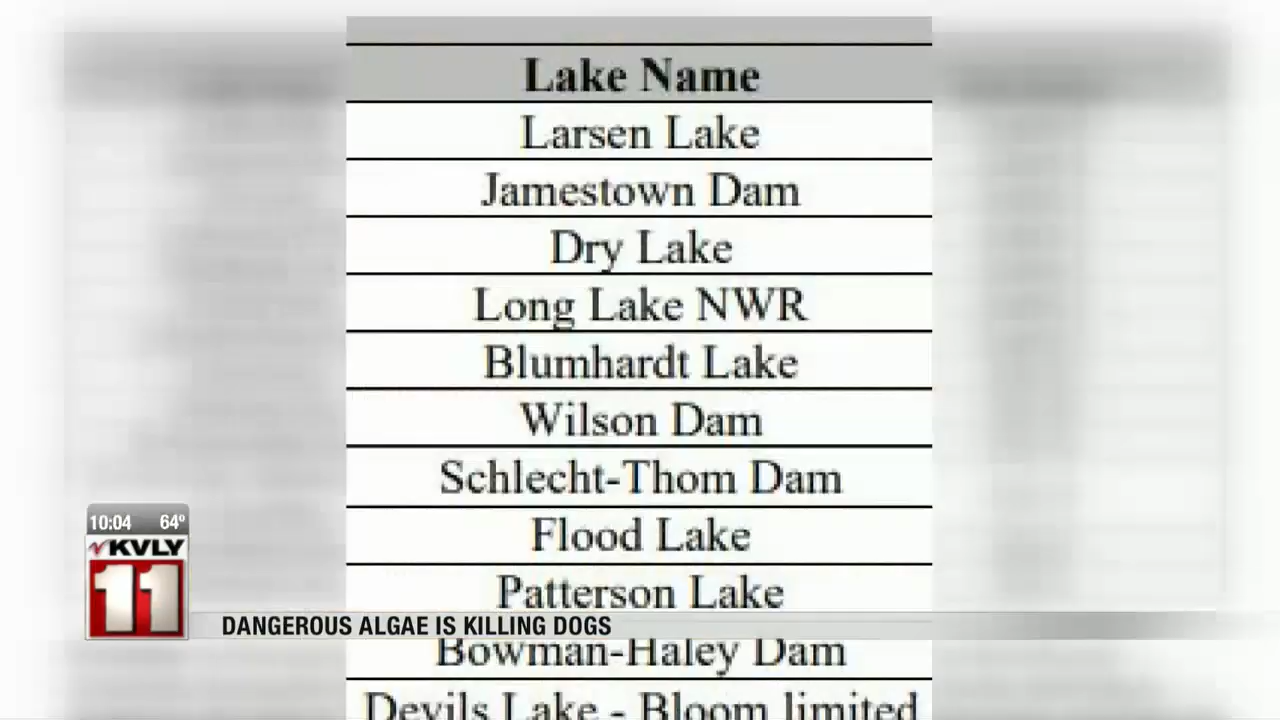 Lake Name
Larsen Lake
Jamestown Dam
Dry Lake
Long Lake NWR
Blumhardt Lake
Wilson Dam
Schlecht-Thom Dam
Flood Lake
Patterson Lake
Bowman-Haley Dam
Devils Lake - Bloom limited
10:04 64°
KVLY
11
DANGEROUS ALGAE IS KILLING DOGS